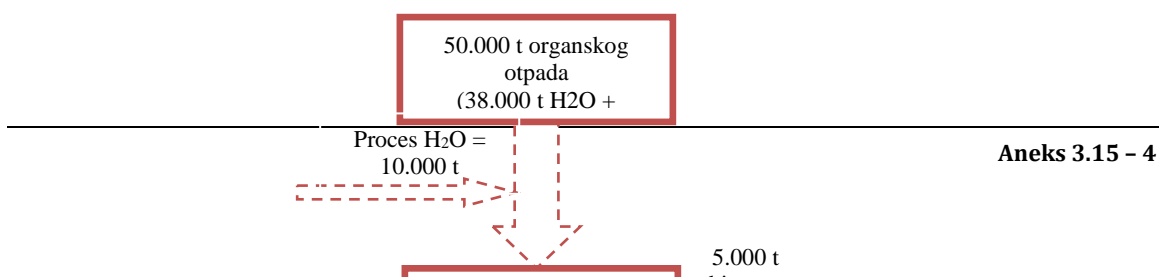 50.000 t organskog
otpada
(38.000 t H2O +
Proces H₂O =
10.000 t
Aneks 3.15 – 4
5.000 t